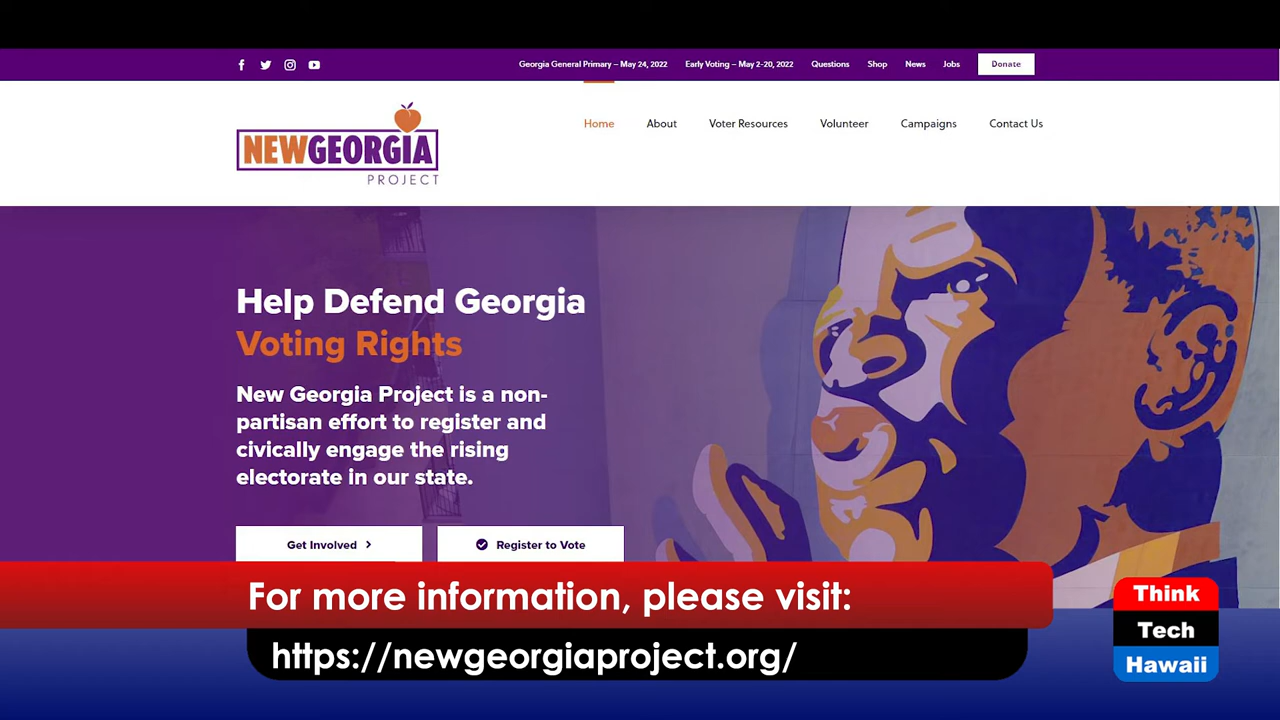 Georgia General Primary – May 24, 2022 Early Voting – May 2-20, 2022 Questions Shop News Jobs Donate
Home About Voter Resources Volunteer Campaigns Contact Us
NEWGEORGIA
PROJECT
Help Defend Georgia
Voting Rights
New Georgia Project is a non-
partisan effort to register and
civically engage the rising
electorate in our state.
Get Involved Register to Vote
For more information, please visit:
https://newgeorgiaproject.org/
Think
Tech
Hawaii